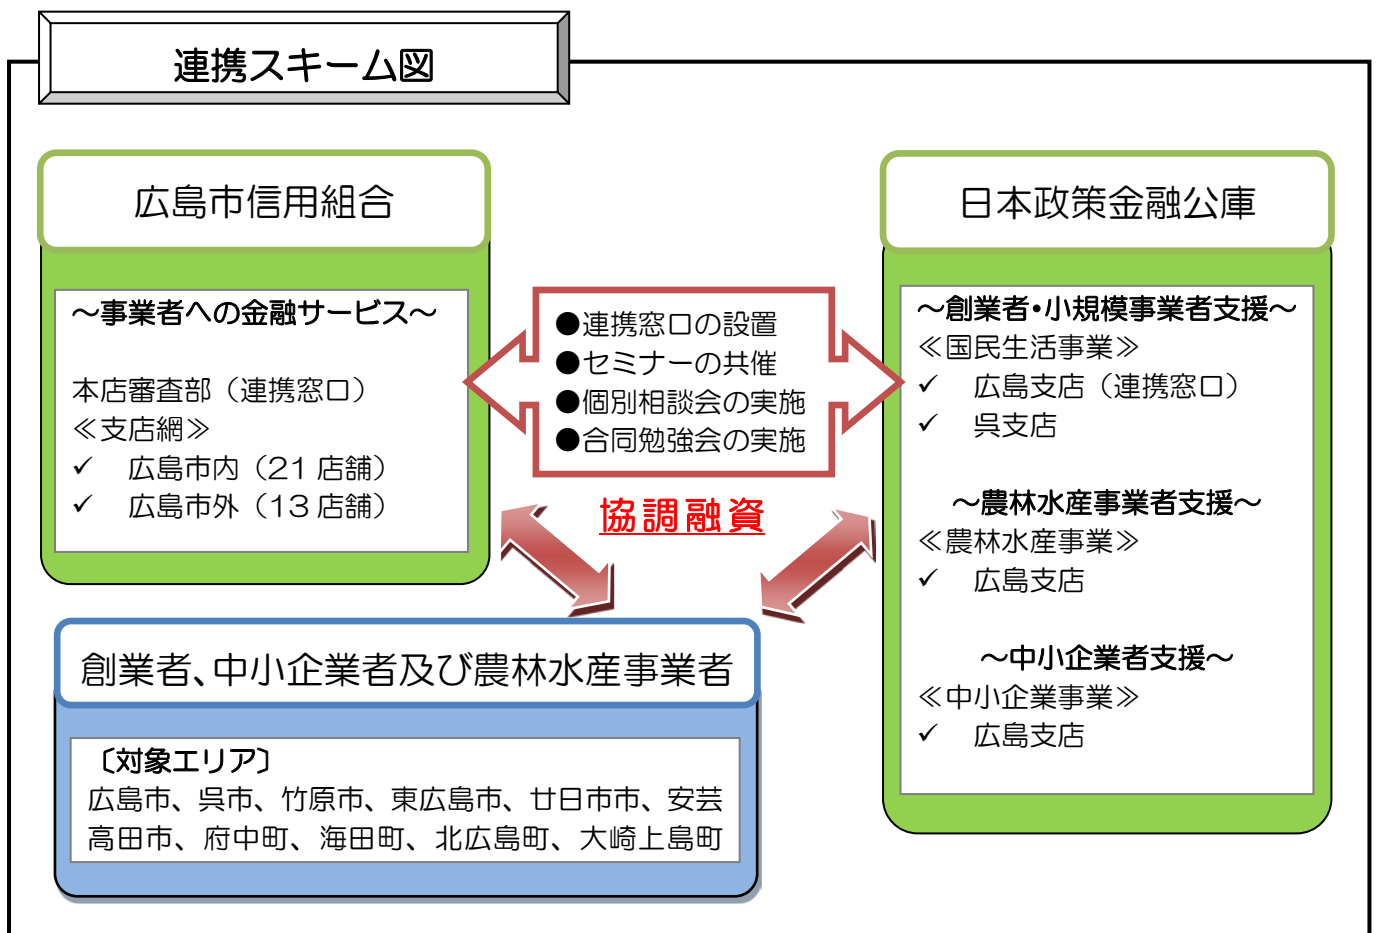 連携スキーム図
広島市信用組合
～事業者への金融サービス～
本店審査部（連携窓口）
≪支店網≫
✓ 広島市内（21 店舗）
✓ 広島市外（13 店舗）
●連携窓口の設置
●セミナーの共催
●個別相談会の実施
●合同勉強会の実施
協調融資
日本政策金融公庫
～創業者・小規模事業者支援～
≪国民生活事業≫
✓ 広島支店（連携窓口）
✓ 呉支店
～農林水産事業者支援～
≪農林水産事業≫
✓ 広島支店
～中小企業者支援～
≪中小企業事業≫
✓ 広島支店
創業者、中小企業者及び農林水産事業者
〔対象エリア〕
広島市、呉市、竹原市、東広島市、廿日市市、安芸
高田市、府中町、海田町、北広島町、大崎上島町